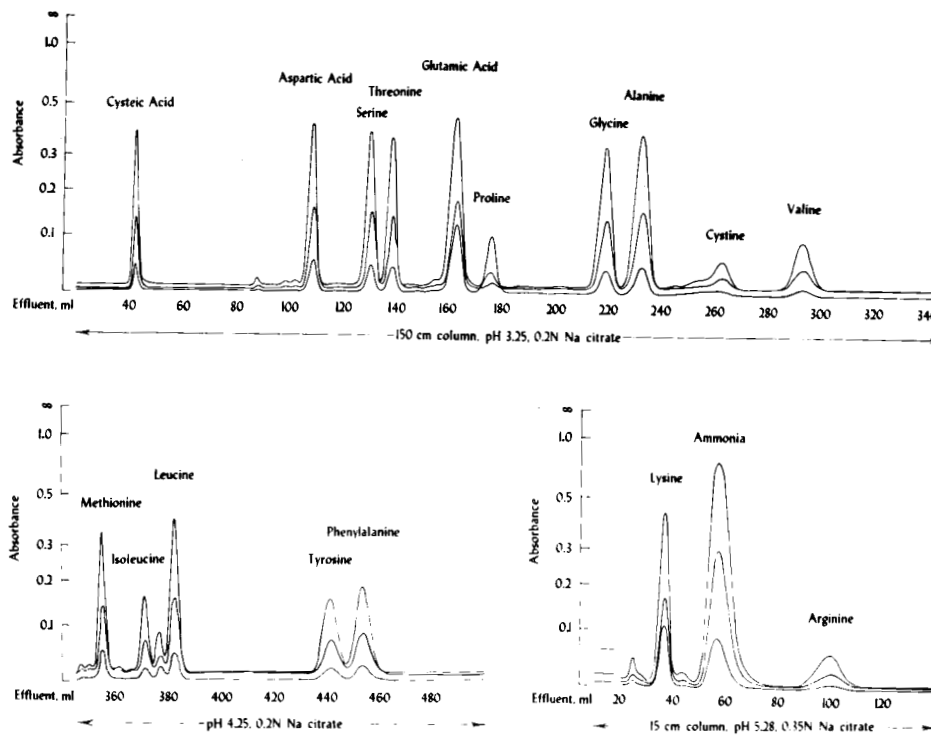 ∞
1.0
Glutamic Acid
Aspartic Acid Threonine Alanine
Cysteic Acid Serine Glycine
0.5
Absorbance
0.3
0.2
Proline Valine
0.1
Cystine
Effluent, ml 40 60 80 100 120 140 160 180 200 220 240 260 280 300 320 340
150 cm column, pH 3.25, 0.2N Na citrate
∞
1.0
Leucine
0.5
Methionine
Absorbance
0.3
Phenylalanine
Isoleucine Tyrosine
0.2
0.1
Effluent, ml 360 380 400 420 440 460 480
pH 4.25, 0.2N Na citrate
∞
1.0
Ammonia
Lysine
0.5
Absorbance
0.3
0.2
0.1
Arginine
Effluent, ml 20 40 60 80 100 120
15 cm column, pH 5.28, 0.35N Na citrate